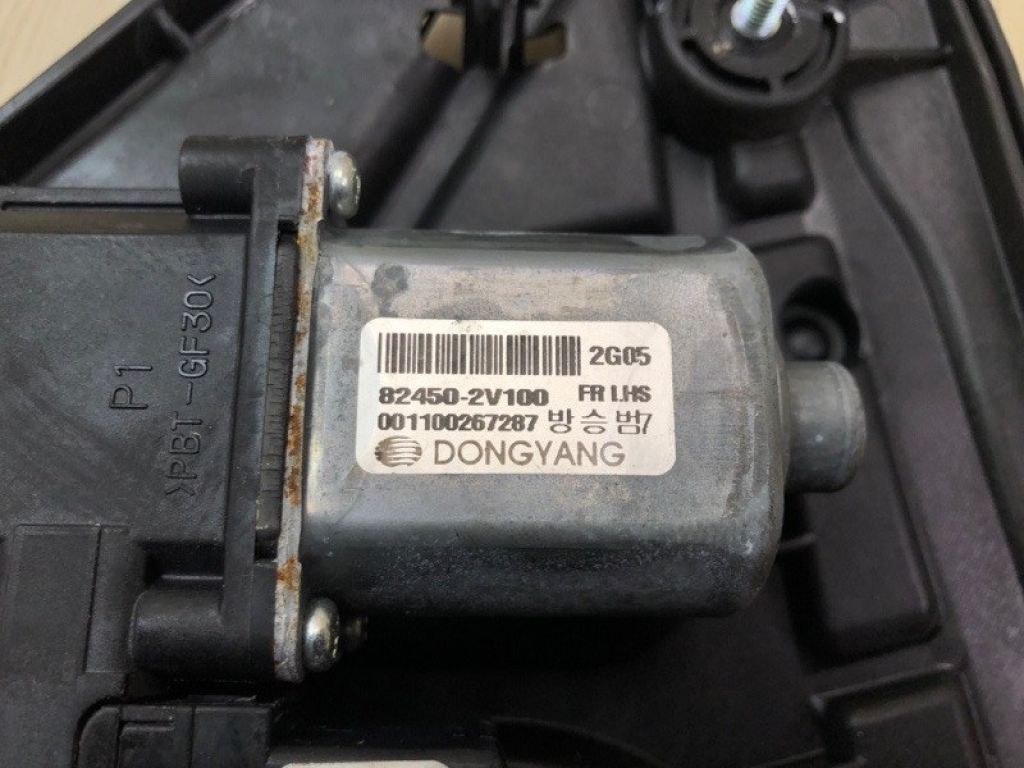 2G05
82450-2V100 FR LHS
001100267287 방승범7
DONGYANG
P1
>PBT-GF30<